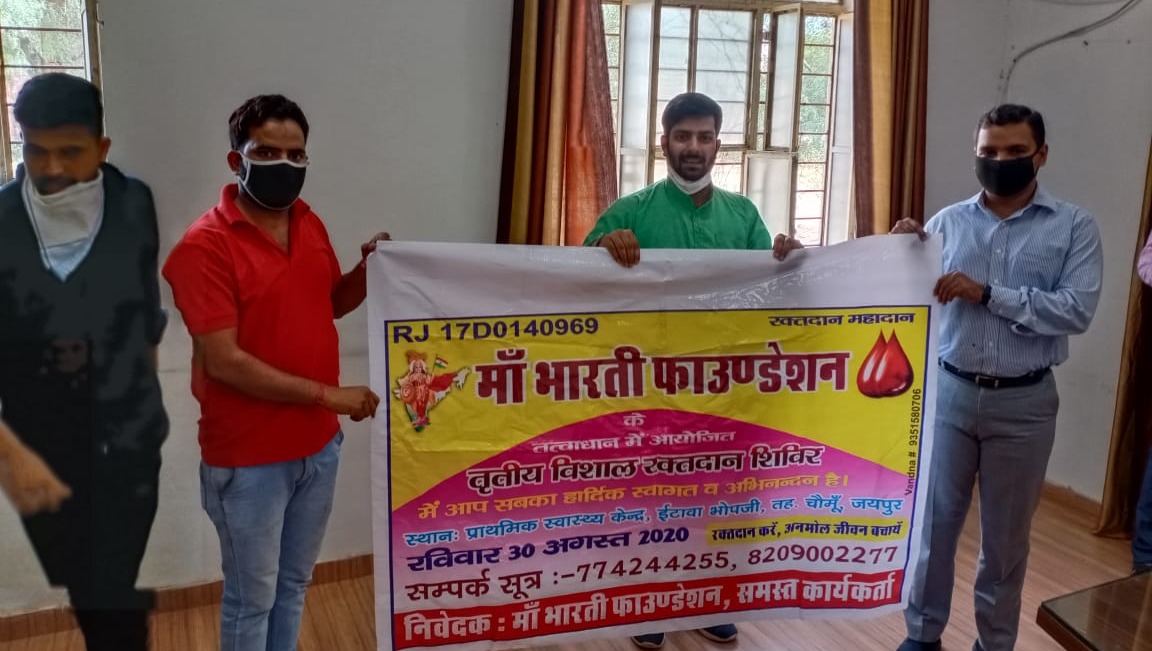 RJ 17D0140969
रक्तदान महादान
माँ भारती फाउण्डेशन
के
तत्वाधान में आयोजित
तृतीय विशाल रक्तदान शिविर
में आप सबका हार्दिक स्वागत व अभिनन्दन है।
स्थानः प्राथमिक स्वास्थ्य केन्द्र, ईटावा भोपजी, तह. चौमूँ, जयपुर
रविवार 30 अगस्त 2020
रक्तदान करें, अनमोल जीवन बचायें
सम्पर्क सूत्र :-774244255, 8209002277
निवेदक : माँ भारती फाउण्डेशन, समस्त कार्यकर्ता
Vandna # 9351580706